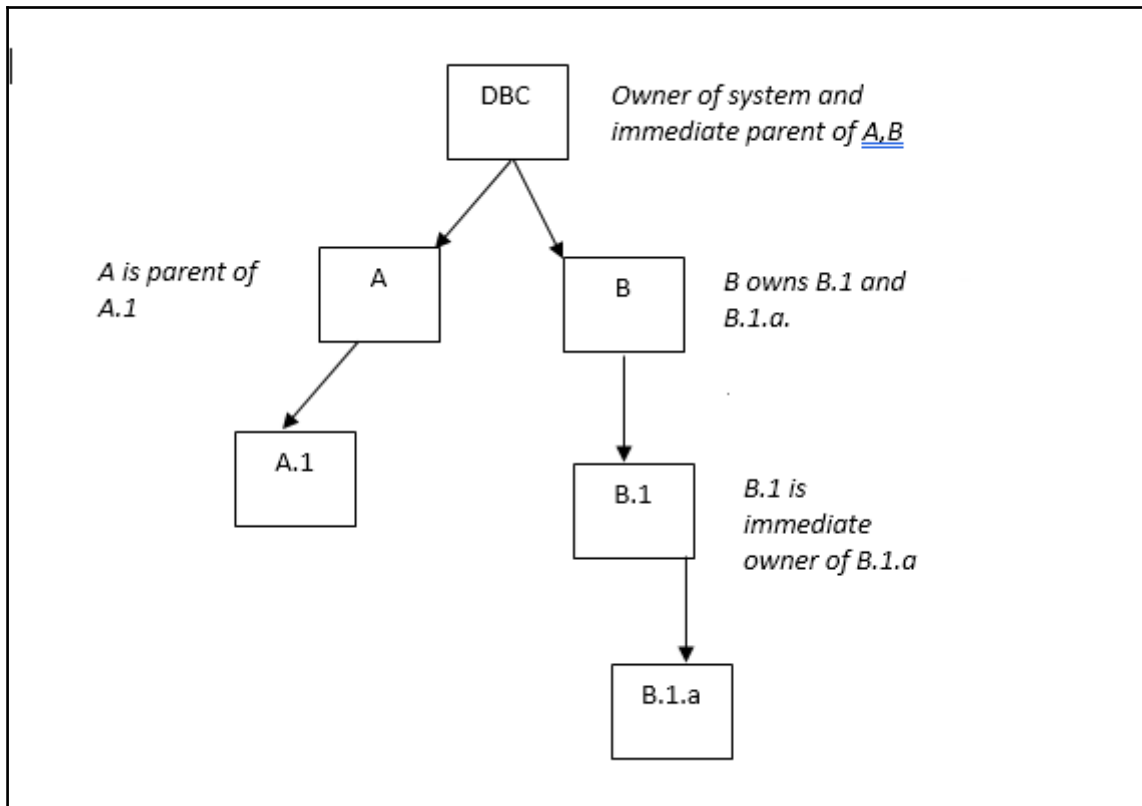 DBC
Owner of system and
immediate parent of A,B
A is parent of
A.1
A
B
B owns B.1 and
B.1.a.
A.1
B.1
B.1 is
immediate
owner of B.1.a
B.1.a